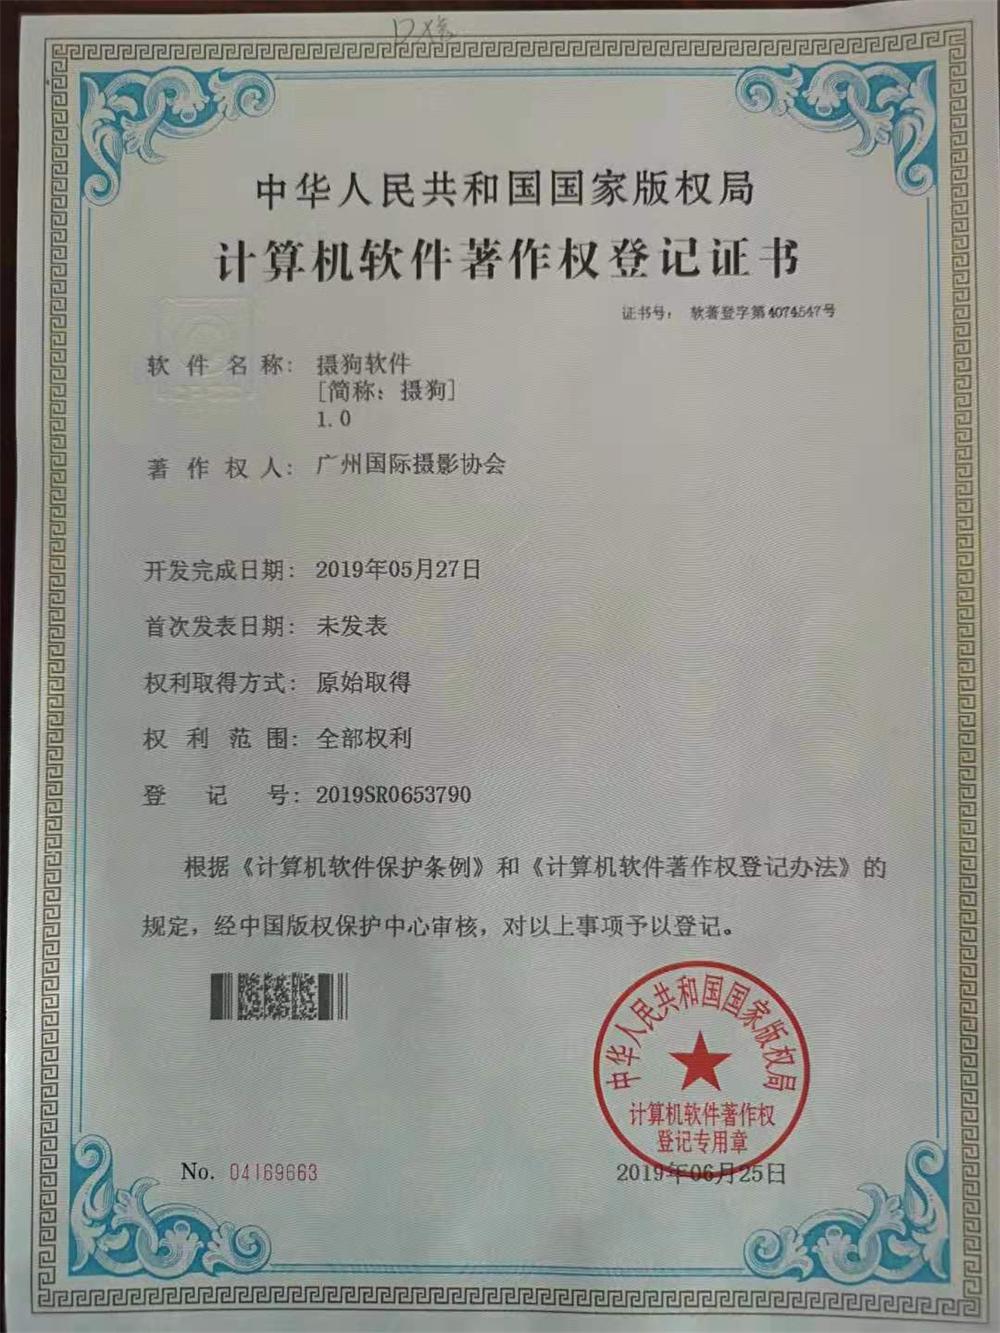 中华人民共和国国家版权局
计算机软件著作权登记证书
证书号： 软著登字第4074547号
软件名称： 摄狗软件
[简称：摄狗]
1.0
著作权人： 广州国际摄影协会
开发完成日期： 2019年05月27日
首次发表日期： 未发表
权利取得方式： 原始取得
权利范围： 全部权利
登记号： 2019SR0653790
根据《计算机软件保护条例》和《计算机软件著作权登记办法》的
规定，经中国版权保护中心审核，对以上事项予以登记。
中华人民共和国国家版权局
计算机软件著作权
登记专用章
No. 04169663
2019年06月25日